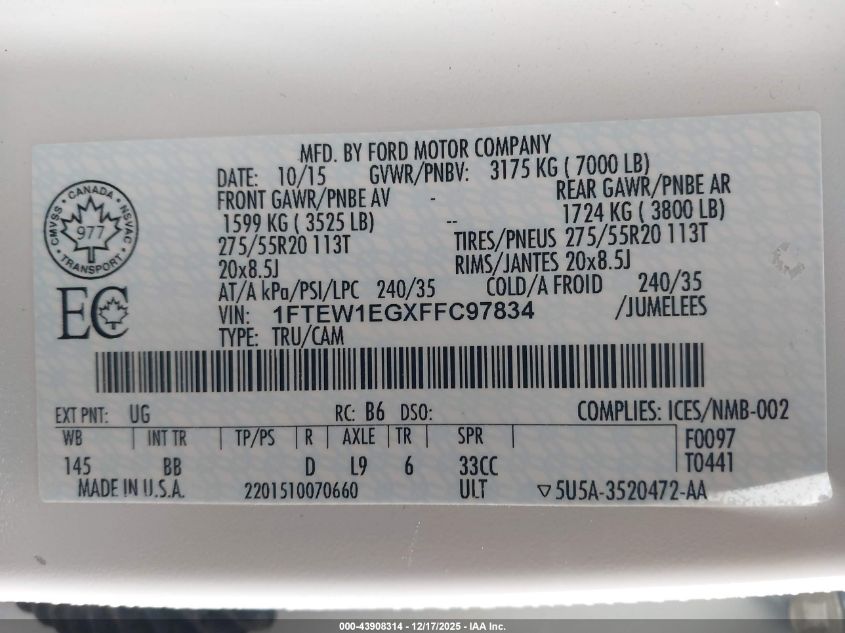 MFD. BY FORD MOTOR COMPANY
DATE: 10/15 GVWR/PNBV: 3175 KG ( 7000 LB)
FRONT GAWR/PNBE AV - REAR GAWR/PNBE AR
1599 KG ( 3525 LB) -- 1724 KG ( 3800 LB)
275/55R20 113T TIRES/PNEUS 275/55R20 113T
20x8.5J RIMS/JANTES 20x8.5J
AT/A kPa/PSI/LPC 240/35 COLD/A FROID 240/35
VIN: 1FTEW1EGXFFC97834 /JUMELEES
TYPE: TRU/CAM
CANADA
CMVSS NSVAC
977
TRANSPORT
EC
EXT PNT: UG RC: B6 DSO: COMPLIES: ICES/NMB-002
WB INT TR TP/PS R AXLE TR SPR F0097
145 BB D L9 6 33CC T0441
MADE IN U.S.A. 2201510070660 ULT ▽5U5A-3520472-AA
000-43908314 - 12/17/2025 - IAA Inc.